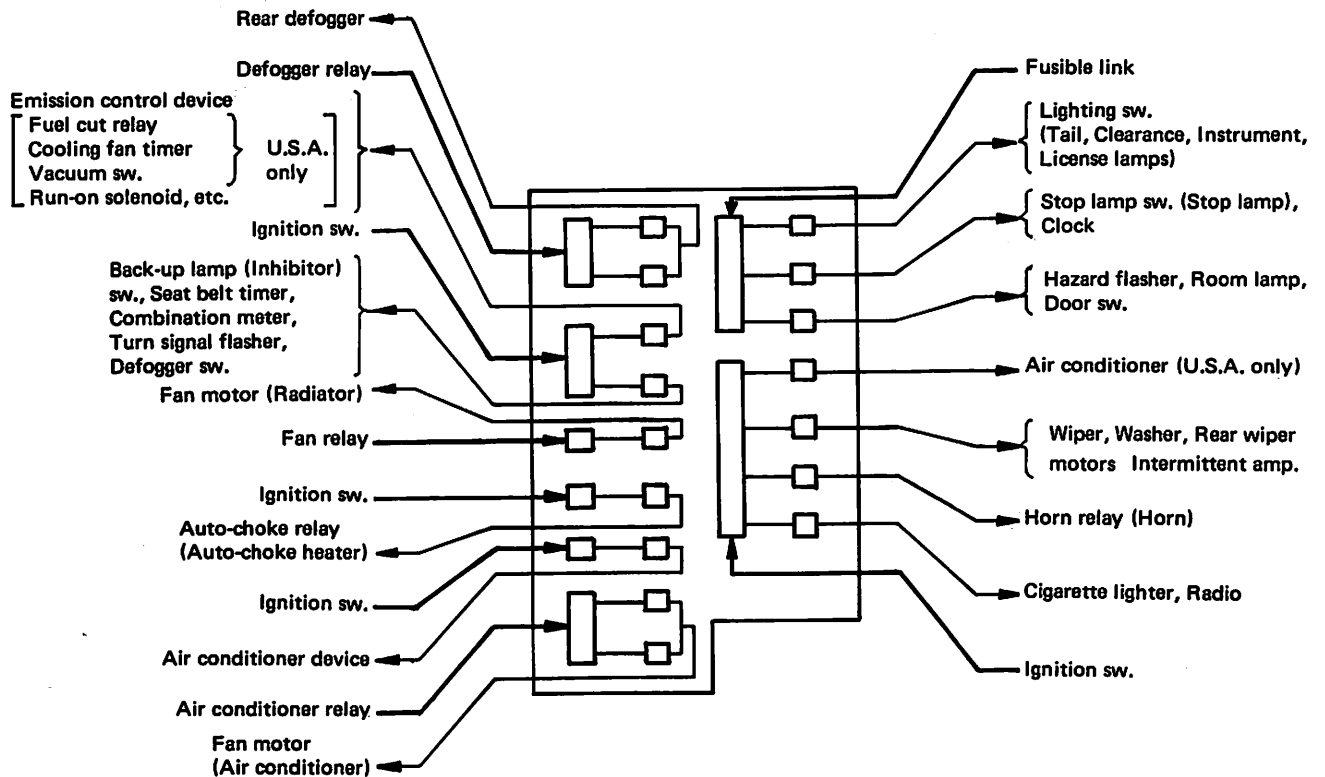 Rear defogger
Defogger relay
Emission control device
Fuel cut relay
Cooling fan timer
Vacuum sw.
Run-on solenoid, etc.
U.S.A.
only
Ignition sw.
Back-up lamp (Inhibitor)
sw., Seat belt timer,
Combination meter,
Turn signal flasher,
Defogger sw.
Fan motor (Radiator)
Fan relay
Ignition sw.
Auto-choke relay
(Auto-choke heater)
Ignition sw.
Air conditioner device
Air conditioner relay
Fan motor
(Air conditioner)
Fusible link
Lighting sw.
(Tail, Clearance, Instrument,
License lamps)
Stop lamp sw. (Stop lamp),
Clock
Hazard flasher, Room lamp,
Door sw.
Air conditioner (U.S.A. only)
Wiper, Washer, Rear wiper
motors Intermittent amp.
Horn relay (Horn)
Cigarette lighter, Radio
Ignition sw.